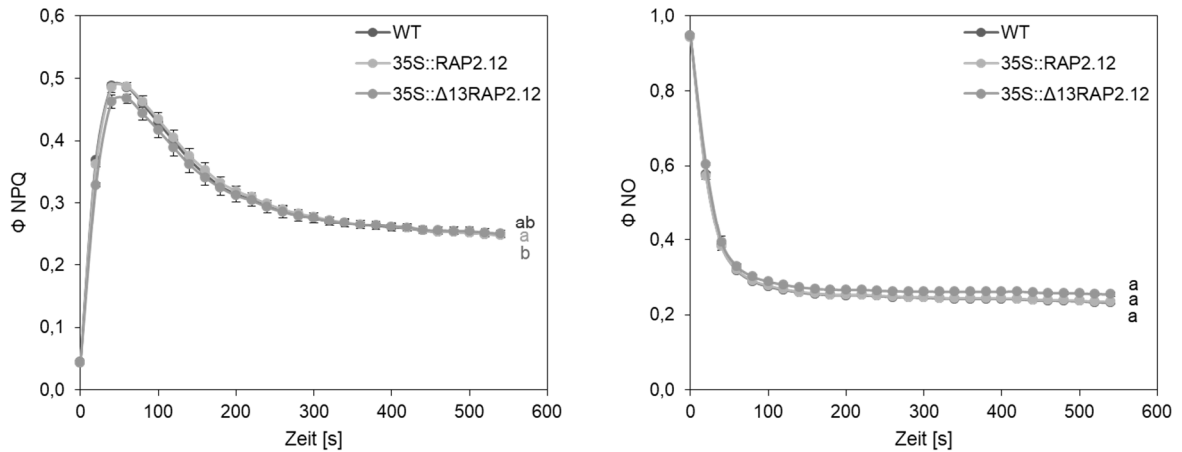 0,6
0,5
0,4
0,3
0,2
0,1
0,0
Φ NPQ
WT
35S::RAP2.12
35S::Δ13RAP2.12
ab
a
b
0 100 200 300 400 500 600
Zeit [s]
1,0
0,8
0,6
0,4
0,2
0,0
Φ NO
WT
35S::RAP2.12
35S::Δ13RAP2.12
a
a
a
0 100 200 300 400 500 600
Zeit [s]